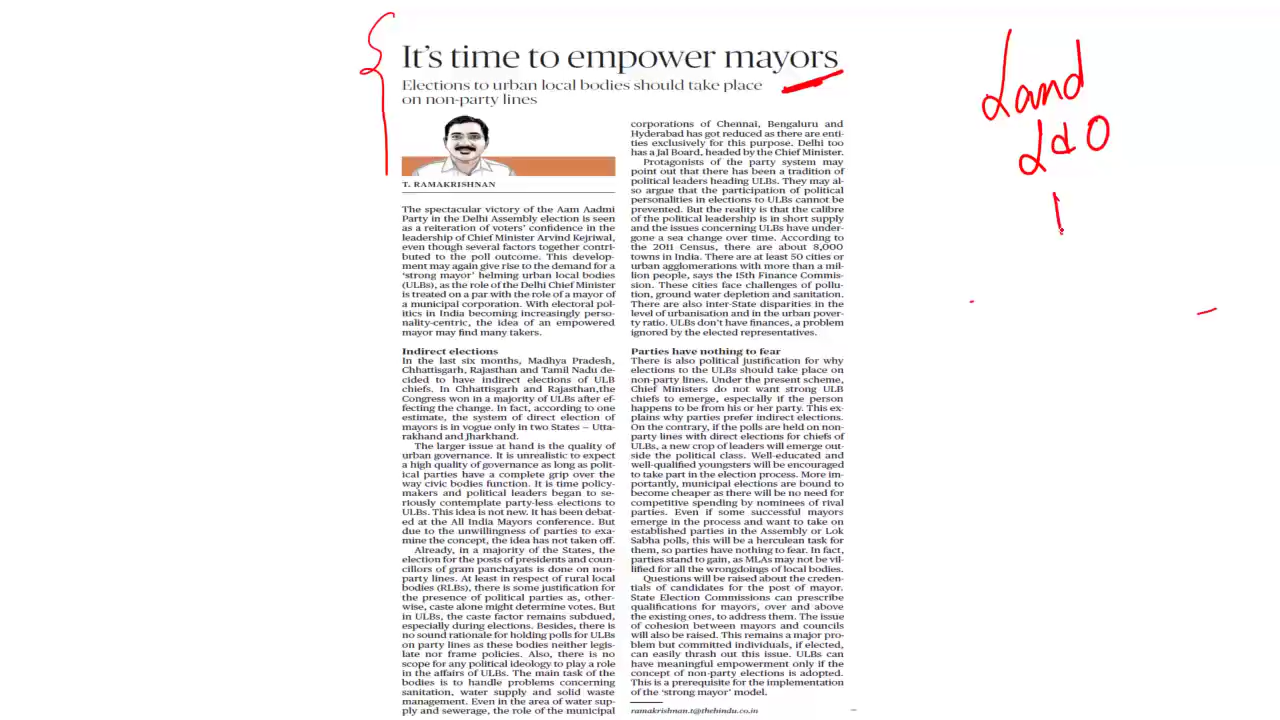 It's time to empower mayors
Elections to urban local bodies should take place
on non-party lines
T. RAMAKRISHNAN
The spectacular victory of the Aam Aadmi
Party in the Delhi Assembly election is seen
as a reiteration of voters' confidence in the
leadership of Chief Minister Arvind Kejriwal,
even though several factors together contri-
buted to the poll outcome. This develop-
ment may again give rise to the demand for a
'strong mayor' helming urban local bodies
(ULBs), as the role of the Delhi Chief Minister
is treated on a par with the role of a mayor of
a municipal corporation. With electoral pol-
itics in India becoming increasingly perso-
nality-centric, the idea of an empowered
mayor may find many takers.
Indirect elections
In the last six months, Madhya Pradesh,
Chhattisgarh, Rajasthan and Tamil Nadu de-
cided to have indirect elections of ULB
chiefs. In Chhattisgarh and Rajasthan,the
Congress won in a majority of ULBs after ef-
fecting the change. In fact, according to one
estimate, the system of direct election of
mayors is in vogue only in two States – Utta-
rakhand and Jharkhand.
The larger issue at hand is the quality of
urban governance. It is unrealistic to expect
a high quality of governance as long as polit-
ical parties have a complete grip over the
way civic bodies function. It is time policy-
makers and political leaders began to se-
riously contemplate party-less elections to
ULBs. This idea is not new. It has been debat-
ed at the All India Mayors conference. But
due to the unwillingness of parties to exa-
mine the concept, the idea has not taken off.
Already, in a majority of the States, the
election for the posts of presidents and coun-
cillors of gram panchayats is done on non-
party lines. At least in respect of rural local
bodies (RLBs), there is some justification for
the presence of political parties as, other-
wise, caste alone might determine votes. But
in ULBs, the caste factor remains subdued,
especially during elections. Besides, there is
no sound rationale for holding polls for ULBs
on party lines as these bodies neither legis-
late nor frame policies. Also, there is no
scope for any political ideology to play a role
in the affairs of ULBs. The main task of the
bodies is to handle problems concerning
sanitation, water supply and solid waste
management. Even in the area of water sup-
ply and sewerage, the role of the municipal
corporations of Chennai, Bengaluru and
Hyderabad has got reduced as there are enti-
ties exclusively for this purpose. Delhi too
has a Jal Board, headed by the Chief Minister.
Protagonists of the party system may
point out that there has been a tradition of
political leaders heading ULBs. They may al-
so argue that the participation of political
personalities in elections to ULBs cannot be
prevented. But the reality is that the calibre
of the political leadership is in short supply
and the issues concerning ULBs have under-
gone a sea change over time. According to
the 2011 Census, there are about 8,000
towns in India. There are at least 50 cities or
urban agglomerations with more than a mil-
lion people, says the 15th Finance Commis-
sion. These cities face challenges of pollu-
tion, ground water depletion and sanitation.
There are also inter-State disparities in the
level of urbanisation and in the urban pover-
ty ratio. ULBs don't have finances, a problem
ignored by the elected representatives.
Parties have nothing to fear
There is also political justification for why
elections to the ULBs should take place on
non-party lines. Under the present scheme,
Chief Ministers do not want strong ULB
chiefs to emerge, especially if the person
happens to be from his or her party. This ex-
plains why parties prefer indirect elections.
On the contrary, if the polls are held on non-
party lines with direct elections for chiefs of
ULBs, a new crop of leaders will emerge out-
side the political class. Well-educated and
well-qualified youngsters will be encouraged
to take part in the election process. More im-
portantly, municipal elections are bound to
become cheaper as there will be no need for
competitive spending by nominees of rival
parties. Even if some successful mayors
emerge in the process and want to take on
established parties in the Assembly or Lok
Sabha polls, this will be a herculean task for
them, so parties have nothing to fear. In fact,
parties stand to gain, as MLAs may not be vil-
lified for all the wrongdoings of local bodies.
Questions will be raised about the creden-
tials of candidates for the post of mayor.
State Election Commissions can prescribe
qualifications for mayors, over and above
the existing ones, to address them. The issue
of cohesion between mayors and councils
will also be raised. This remains a major pro-
blem but committed individuals, if elected,
can easily thrash out this issue. ULBs can
have meaningful empowerment only if the
concept of non-party elections is adopted.
This is a prerequisite for the implementation
of the 'strong mayor' model.
ramakrishnan.t@thehindu.co.in
Land
L&O